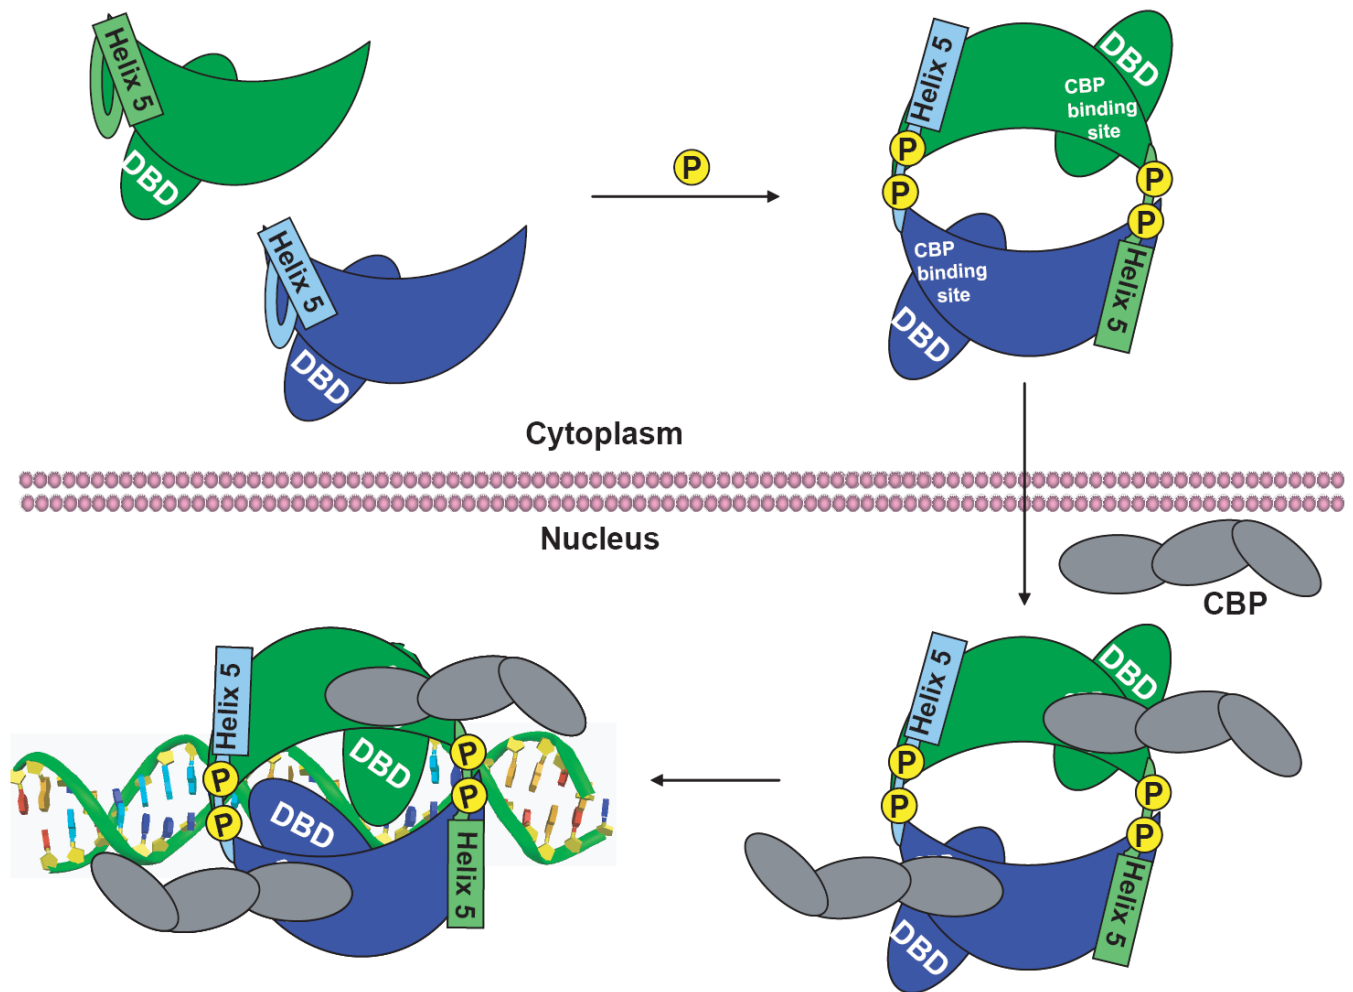 Helix 5
DBD
Helix 5
DBD
P
Helix 5
DBD
CBP
binding
site
P
P
P
P
CBP
binding
site
Helix 5
DBD
Cytoplasm
Nucleus
CBP
Helix 5
DBD
P
P
DBD
P
P
Helix 5
Helix 5
DBD
P
P
P
P
Helix 5
DBD